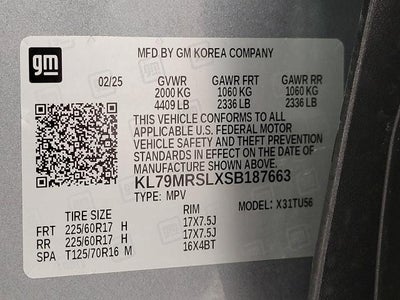 gm
MFD BY GM KOREA COMPANY
02/25 GVWR GAWR FRT GAWR RR
2000 KG 1060 KG 1060 KG
4409 LB 2336 LB 2336 LB
THIS VEHICLE CONFORMS TO ALL
APPLICABLE U.S. FEDERAL MOTOR
VEHICLE SAFETY AND THEFT PREVENTION
STANDARDS IN EFFECT ON THE DATE OF
MANUFACTURE SHOWN ABOVE.
KL79MRSLXSB187663
TYPE: MPV MODEL: X31TU56
TIRE SIZE RIM
FRT 225/60R17 H 17X7.5J
RR 225/60R17 H 17X7.5J
SPA T125/70R16 M 16X4BT